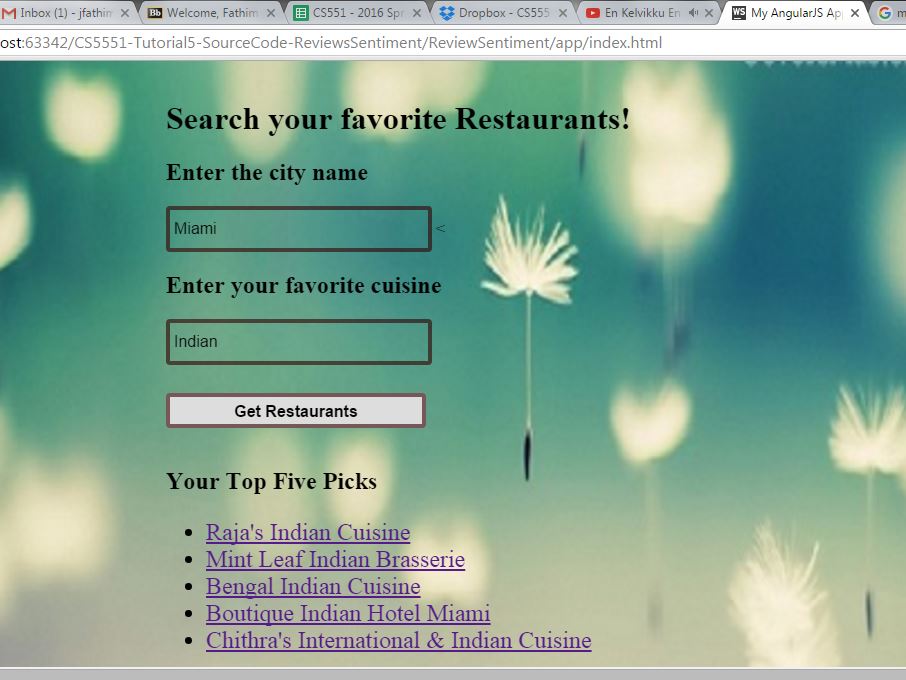 Inbox (1) - jfathim
Bb Welcome, Fathim
CS551 - 2016 Spr
Dropbox - CS555
En Kelvikku En
WS My AngularJS Ap
G m
ost:63342/CS5551-Tutorial5-SourceCode-ReviewsSentiment/ReviewSentiment/app/index.html
Search your favorite Restaurants!
Enter the city name
Miami <
Enter your favorite cuisine
Indian
Get Restaurants
Your Top Five Picks
Raja's Indian Cuisine
Mint Leaf Indian Brasserie
Bengal Indian Cuisine
Boutique Indian Hotel Miami
Chithra's International & Indian Cuisine